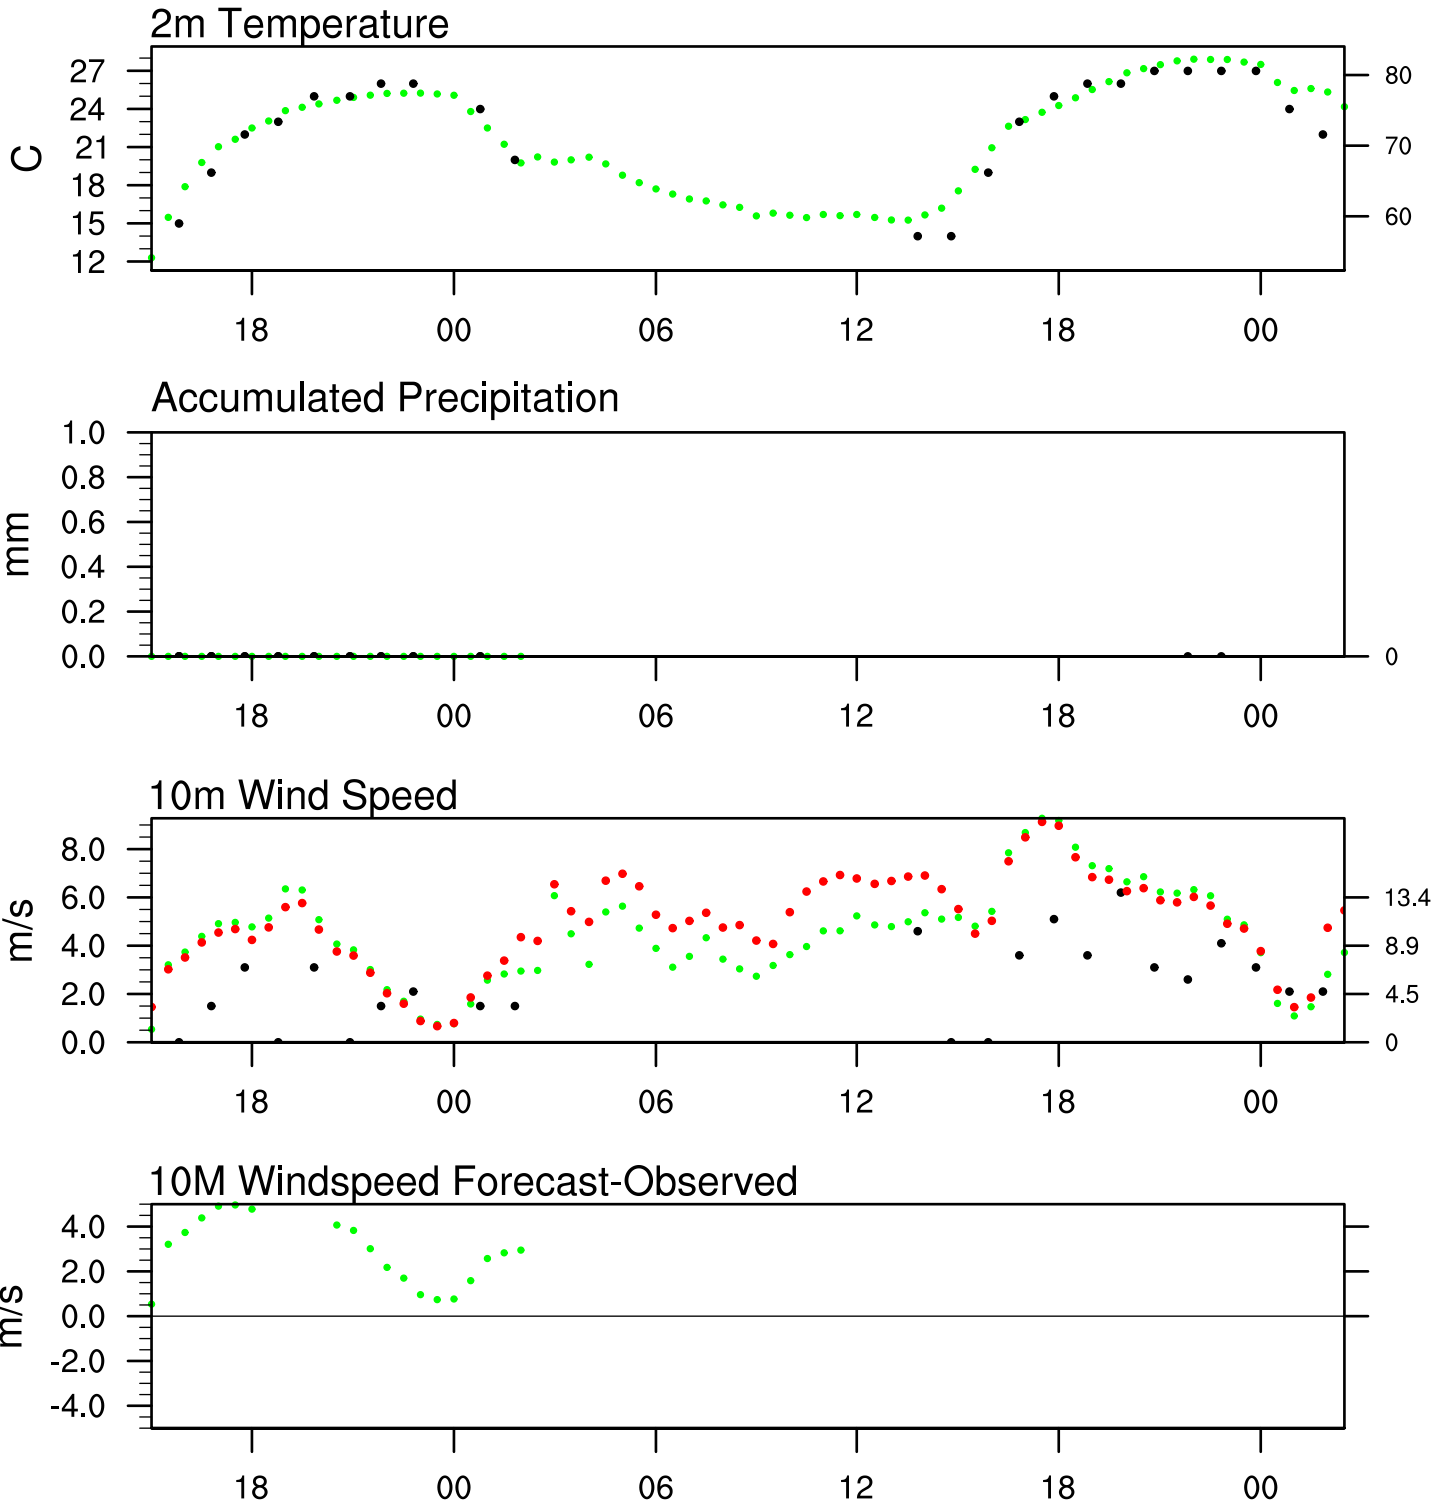 2m Temperature
27
24
21
18
15
12
C
80
70
60
18 00 06 12 18 00
Accumulated Precipitation
1.0
0.8
0.6
0.4
0.2
0.0
mm
0
18 00 06 12 18 00
10m Wind Speed
8.0
6.0
4.0
2.0
0.0
m/s
13.4
8.9
4.5
0
18 00 06 12 18 00
10M Windspeed Forecast-Observed
4.0
2.0
0.0
-2.0
-4.0
m/s
18 00 06 12 18 00